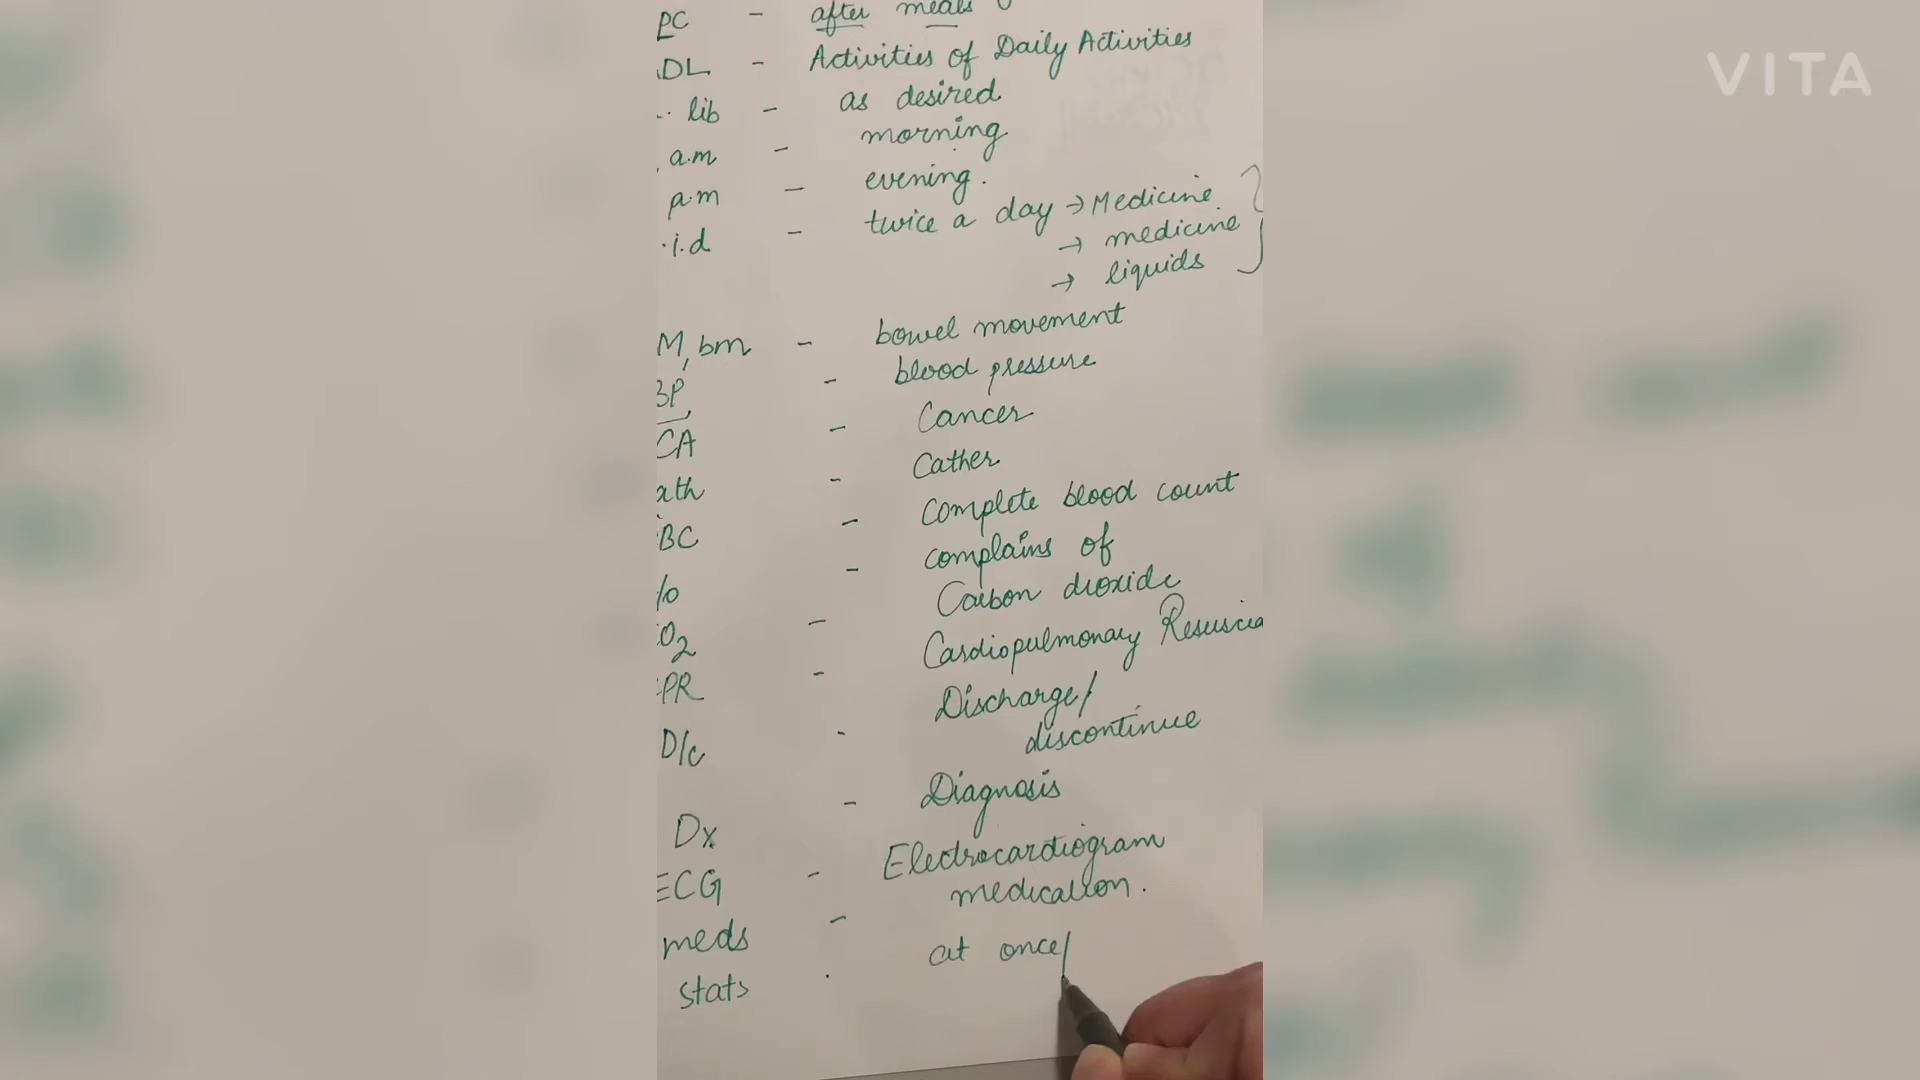 PC - after meals
DL - Activities of Daily Activities
lib - as desired
a.m - morning
p.m - evening.
.i.d - twice a day → Medicine
→ medicine
→ liquids
M, bm - bowel movement
BP - blood pressure
CA - Cancer
ath - Cather
BC - Complete blood count
/o - complains of
O2 - Carbon dioxide
PR - Cardiopulmonary Resuscia
D/c - Discharge/
discontinue
Dx - Diagnosis
ECG - Electrocardiogram
meds - medication.
stats - at once/
VITA